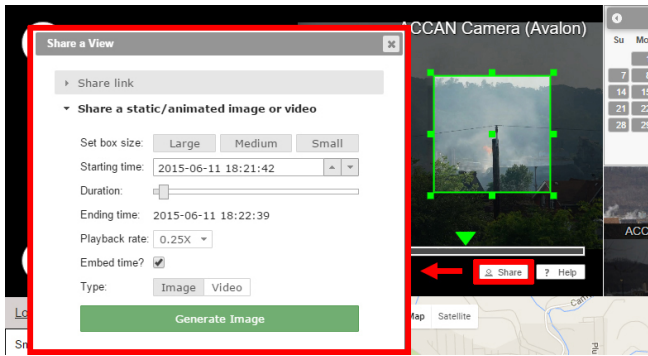 ACCAN Camera (Avalon)
Share a View
Su Mo
Share link
7
14 15
21 22
28 29
Share a static/animated image or video
Set box size: Large Medium Small
Starting time: 2015-06-11 18:21:42
Duration:
Ending time: 2015-06-11 18:22:39
Playback rate: 0.25X
Embed time?
Type: Image Video
Generate Image
ACC
Share ? Help
Lo
Map Satellite
Sm